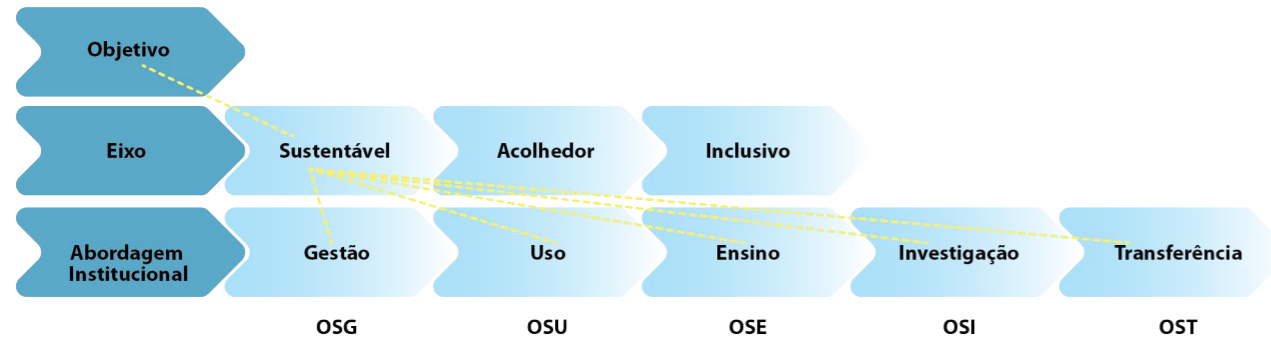 Objetivo
Eixo
Sustentável
Acolhedor
Inclusivo
Abordagem
Institucional
Gestão
Uso
Ensino
Investigação
Transferência
OSG
OSU
OSE
OSI
OST